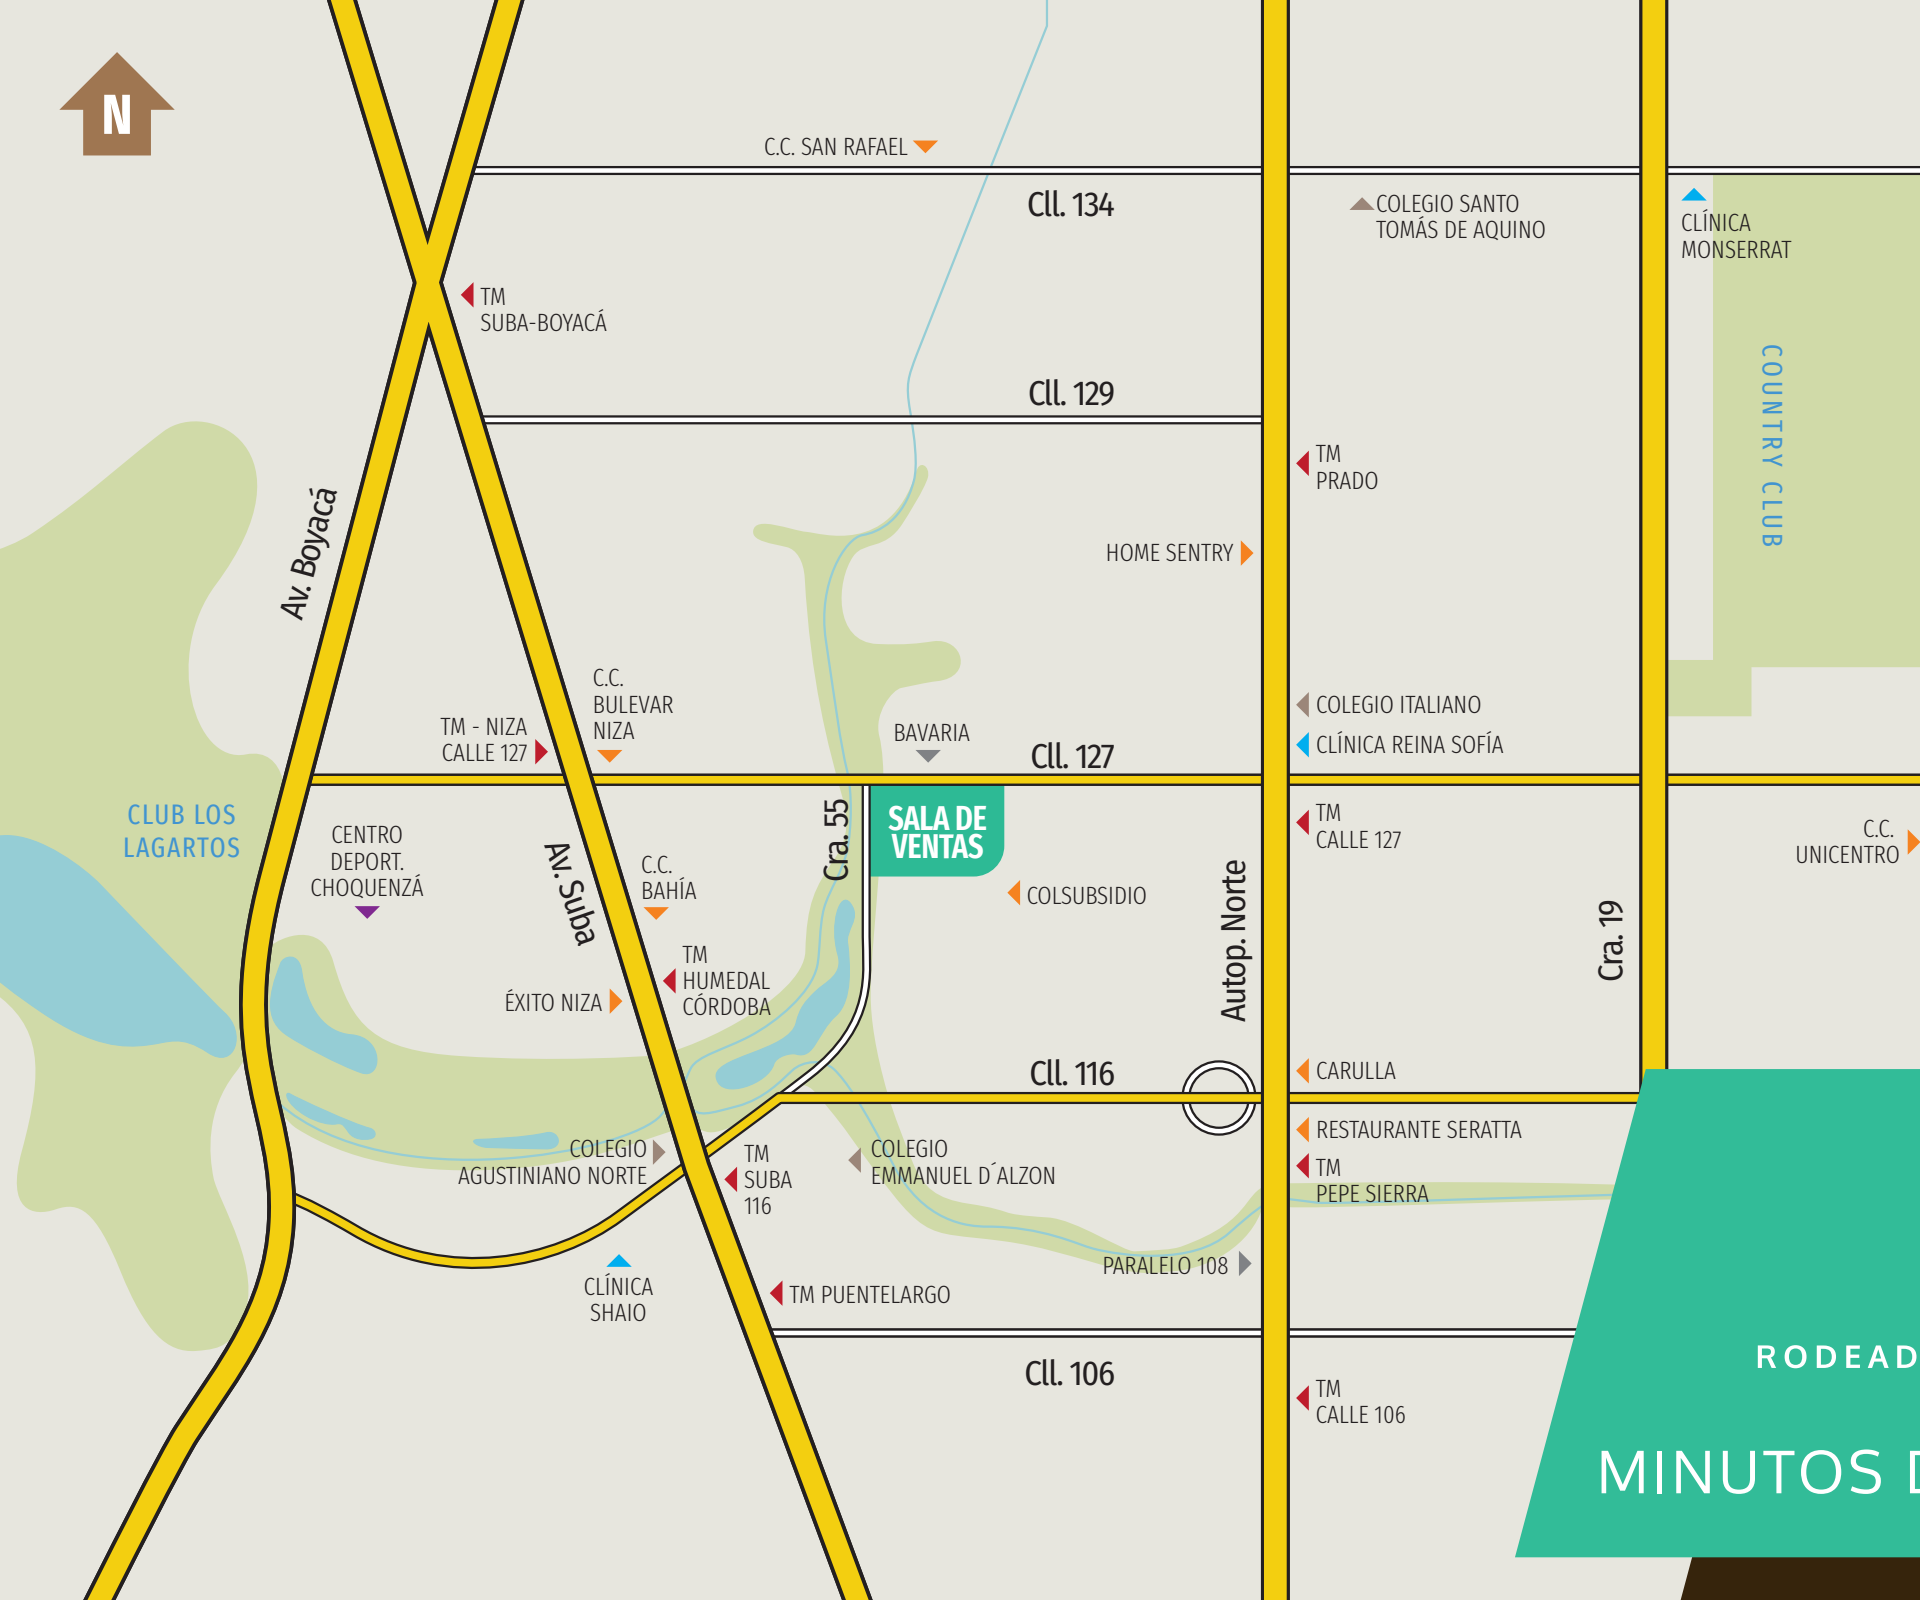 N
C.C. SAN RAFAEL
Cll. 134
COLEGIO SANTO
TOMÁS DE AQUINO
CLÍNICA
MONSERRAT
TM
SUBA-BOYACÁ
COUNTRY CLUB
Cll. 129
TM
PRADO
Av. Boyacá
HOME SENTRY
C.C.
BULEVAR
NIZA
TM - NIZA
CALLE 127
BAVARIA
Cll. 127
COLEGIO ITALIANO
CLÍNICA REINA SOFÍA
CLUB LOS
LAGARTOS
CENTRO
DEPORT.
CHOQUENZÁ
Av. Suba
C.C.
BAHÍA
Cra. 55
SALA DE
VENTAS
COLSUBSIDIO
Autop. Norte
TM
CALLE 127
Cra. 19
C.C.
UNICENTRO
TM
HUMEDAL
CÓRDOBA
ÉXITO NIZA
Cll. 116
CARULLA
RESTAURANTE SERATTA
TM
PEPE SIERRA
COLEGIO
AGUSTINIANO NORTE
TM
SUBA
116
COLEGIO
EMMANUEL D´ALZON
CLÍNICA
SHAIO
TM PUENTELARGO
PARALELO 108
Cll. 106
TM
CALLE 106
RODEAD
MINUTOS D